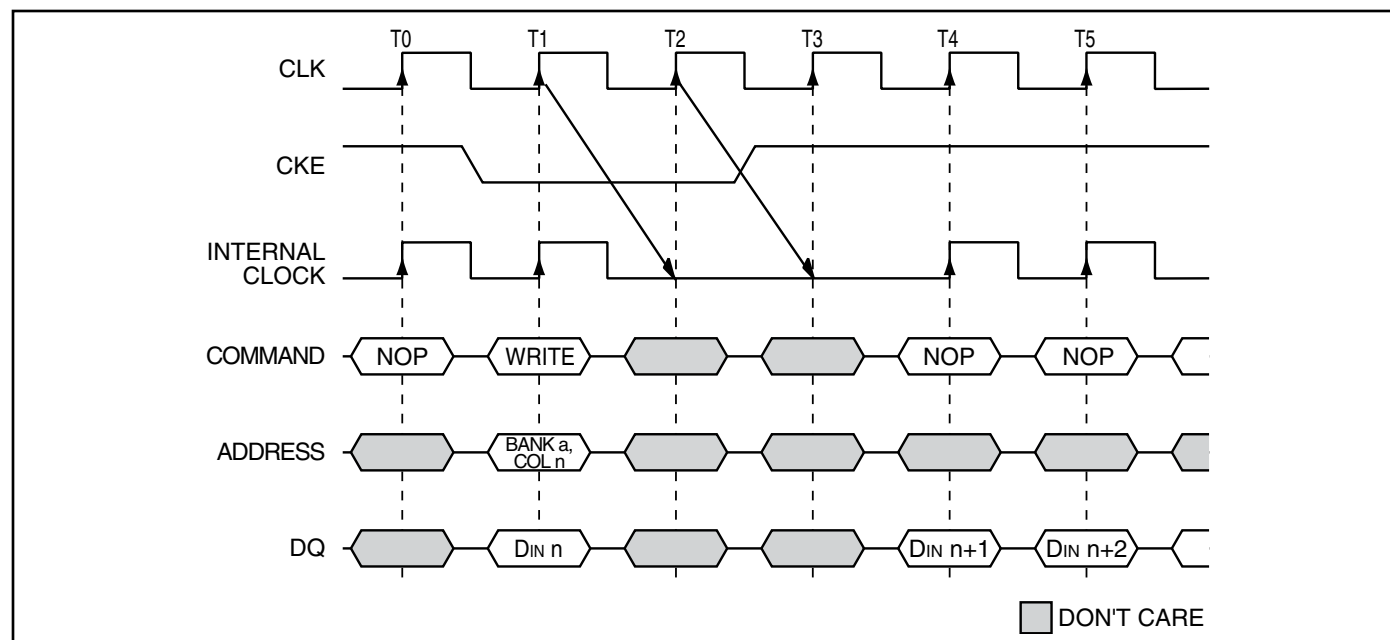 T0 T1 T2 T3 T4 T5
CLK
CKE
INTERNAL
CLOCK
COMMAND NOP WRITE NOP NOP
ADDRESS BANK a,
COL n
DQ DIN n DIN n+1 DIN n+2
DON'T CARE